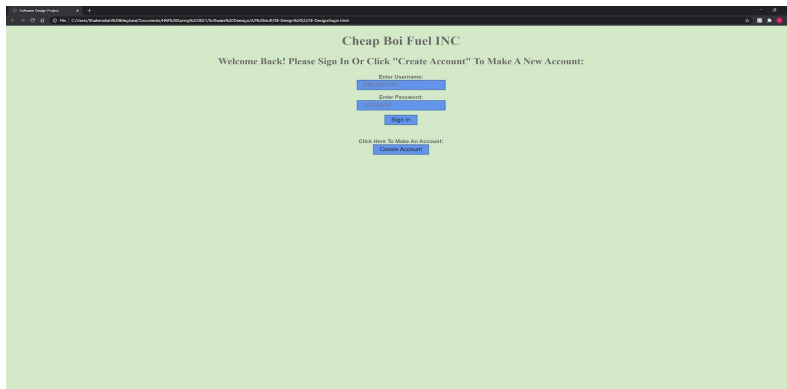 Software Design Project
File
Cheap Boi Fuel INC
Welcome Back! Please Sign In Or Click "Create Account" To Make A New Account:
Enter Username:
Enter Password:
Sign In
Click Here To Make An Account:
Create Account